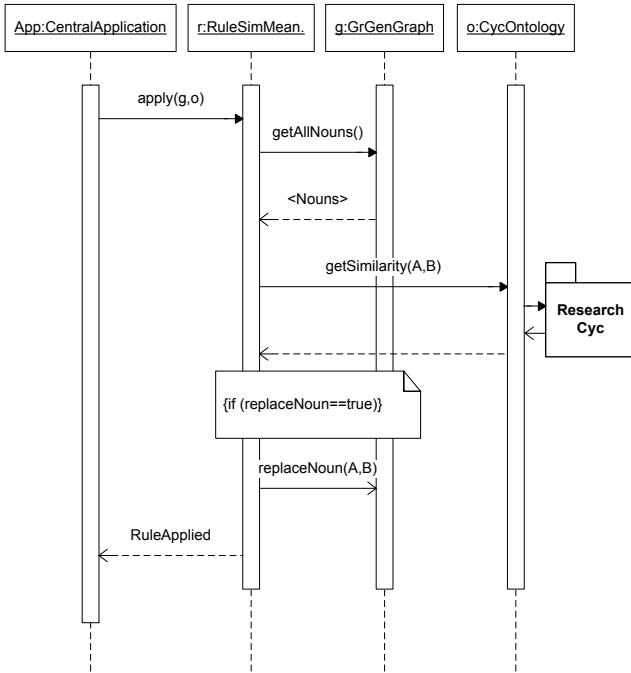 App:CentralApplication
r:RuleSimMean.
g:GrGenGraph
o:CycOntology
apply(g,o)
getAllNouns()
<Nouns>
getSimilarity(A,B)
Research
Cyc
{if (replaceNoun==true)}
replaceNoun(A,B)
RuleApplied